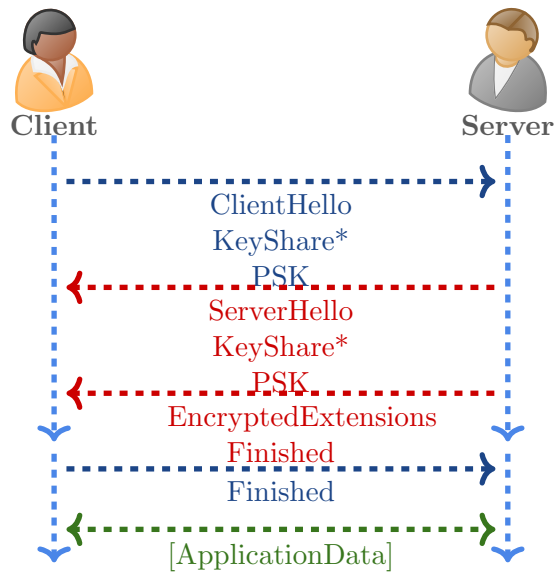 Client
Server
ClientHello
KeyShare*
PSK
ServerHello
KeyShare*
PSK
EncryptedExtensions
Finished
Finished
[ApplicationData]